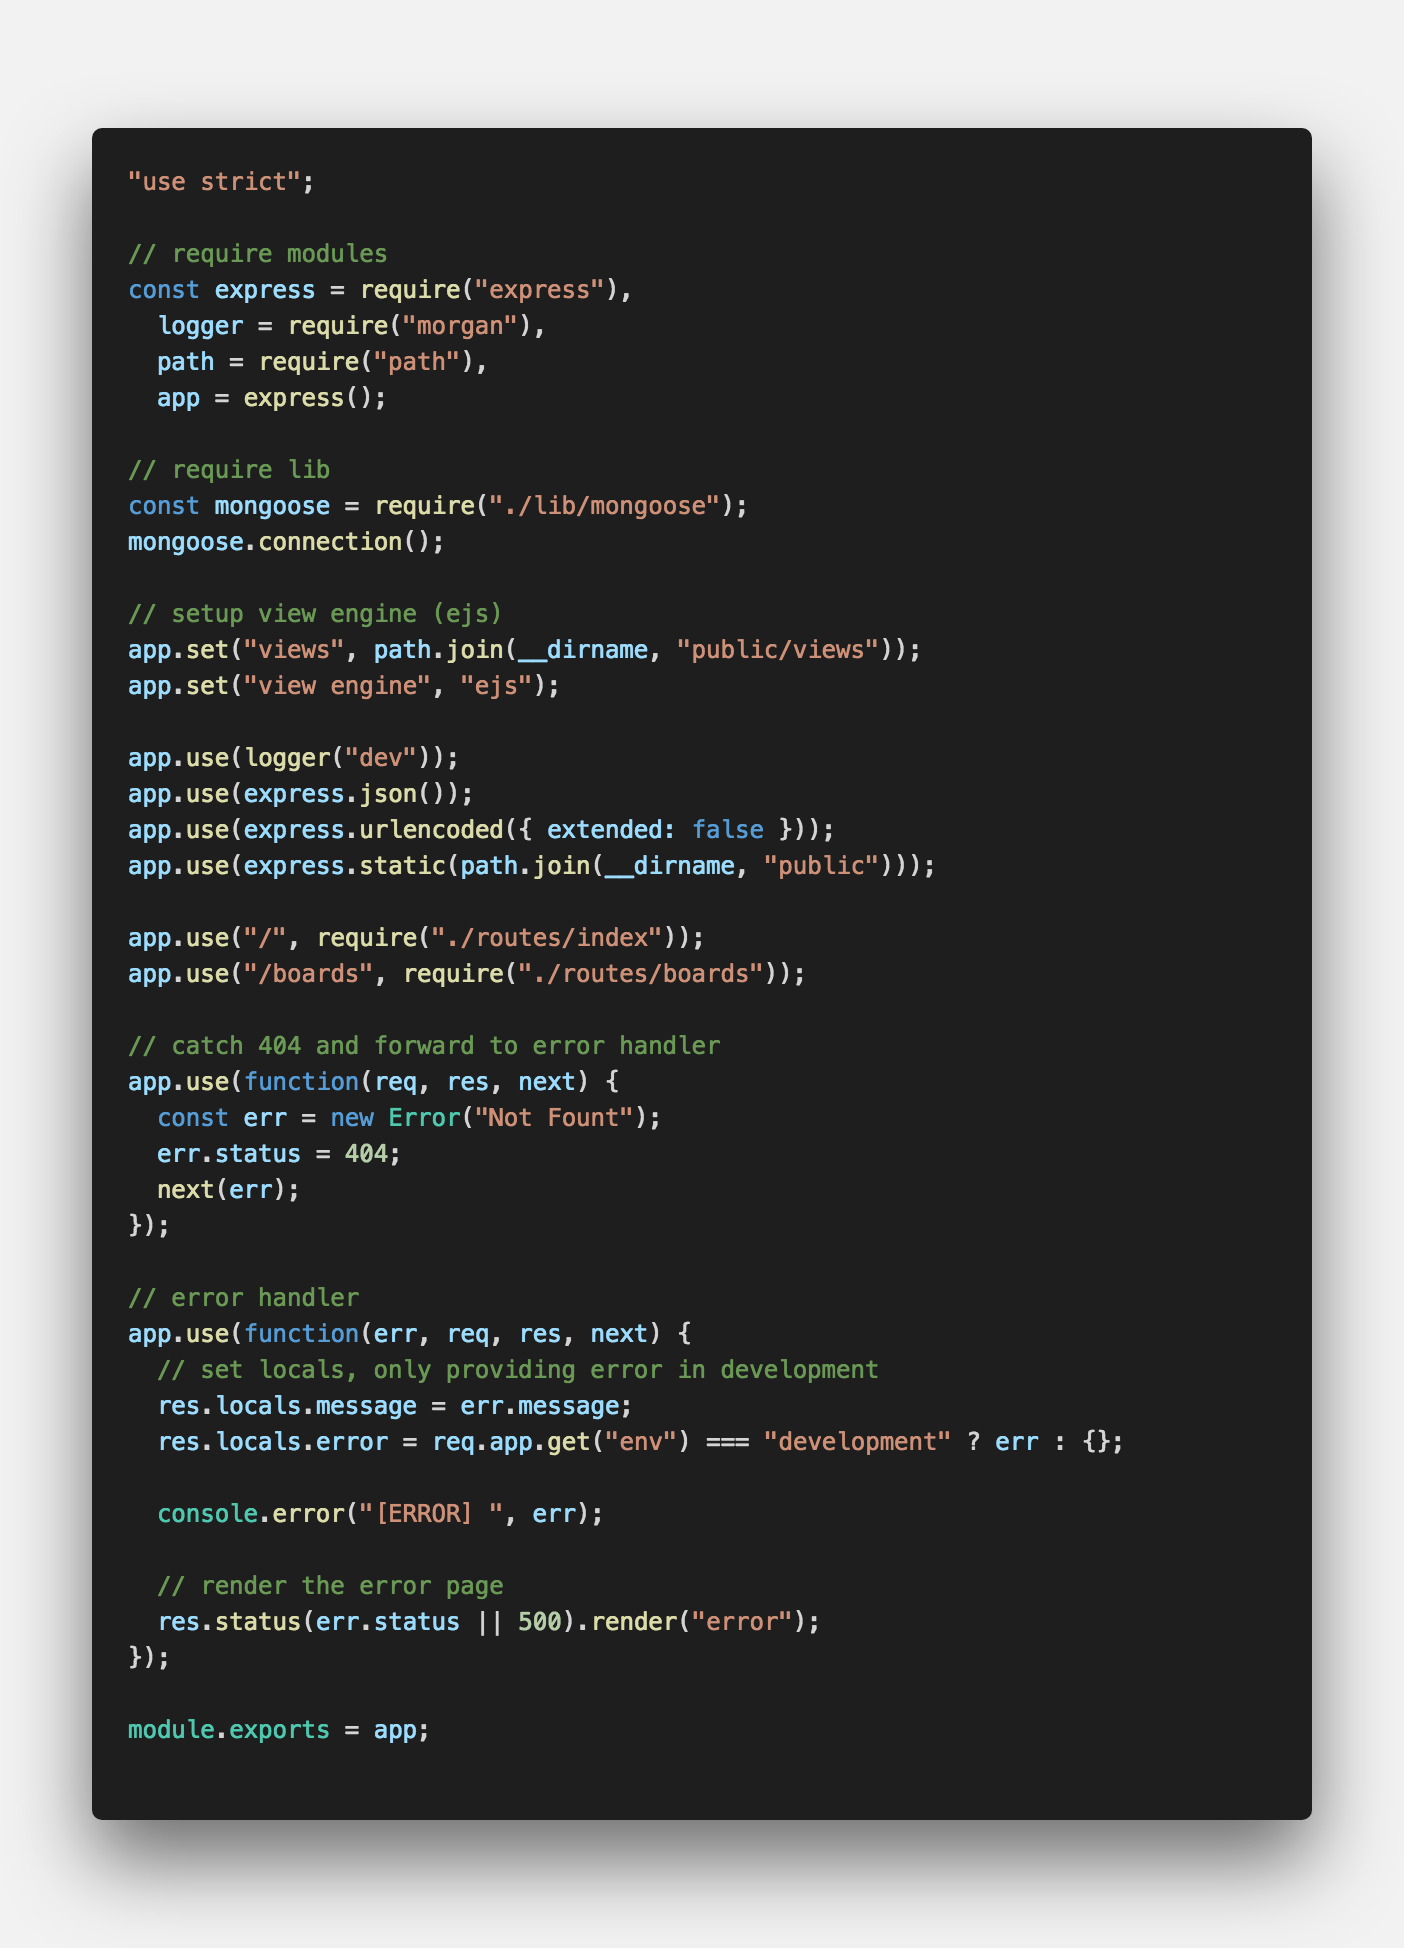 "use strict";

// require modules
const express = require("express"),
  logger = require("morgan"),
  path = require("path"),
  app = express();

// require lib
const mongoose = require("./lib/mongoose");
mongoose.connection();

// setup view engine (ejs)
app.set("views", path.join(__dirname, "public/views"));
app.set("view engine", "ejs");

app.use(logger("dev"));
app.use(express.json());
app.use(express.urlencoded({ extended: false }));
app.use(express.static(path.join(__dirname, "public")));

app.use("/", require("./routes/index"));
app.use("/boards", require("./routes/boards"));

// catch 404 and forward to error handler
app.use(function(req, res, next) {
  const err = new Error("Not Fount");
  err.status = 404;
  next(err);
});

// error handler
app.use(function(err, req, res, next) {
  // set locals, only providing error in development
  res.locals.message = err.message;
  res.locals.error = req.app.get("env") === "development" ? err : {};

  console.error("[ERROR] ", err);

  // render the error page
  res.status(err.status || 500).render("error");
});

module.exports = app;